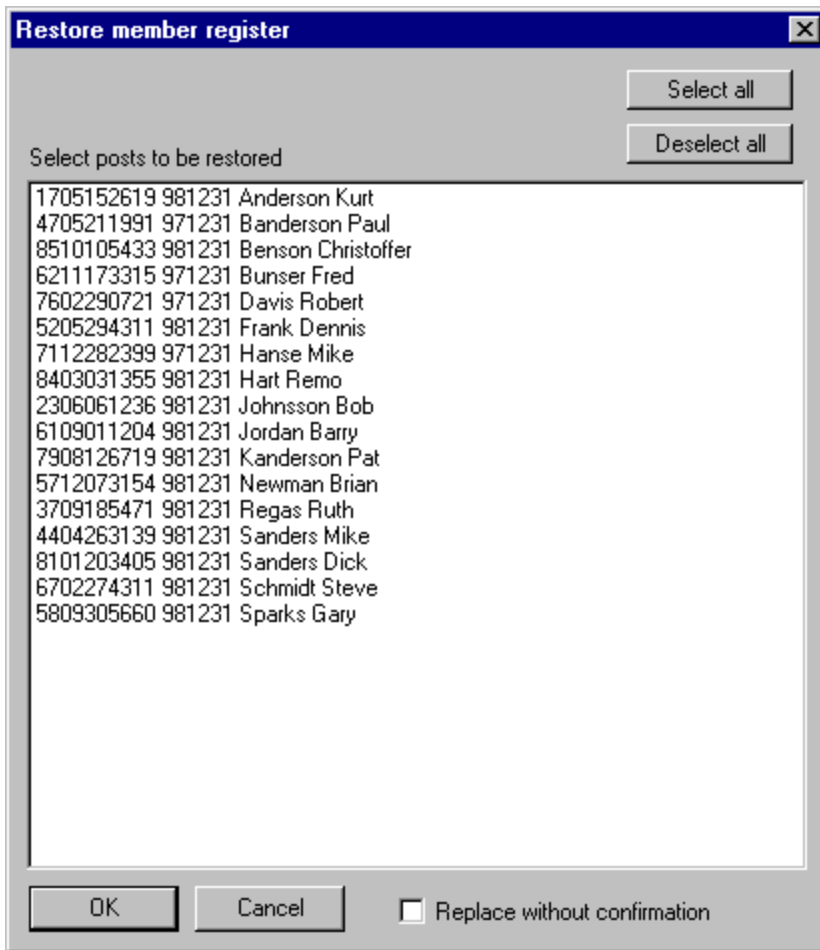 Restore member register
Select all
Deselect all
Select posts to be restored
1705152619 981231 Anderson Kurt
4705211991 971231 Banderson Paul
8510105433 981231 Benson Christoffer
6211173315 971231 Bunser Fred
7602290721 971231 Davis Robert
5205294311 981231 Frank Dennis
7112282399 971231 Hanse Mike
8403031355 981231 Hart Remo
2306061236 981231 Johnsson Bob
6109011204 981231 Jordan Barry
7908126719 981231 Kanderson Pat
5712073154 981231 Newman Brian
3709185471 981231 Regas Ruth
4404263139 981231 Sanders Mike
8101203405 981231 Sanders Dick
6702274311 981231 Schmidt Steve
5809305660 981231 Sparks Gary
OK Cancel Replace without confirmation